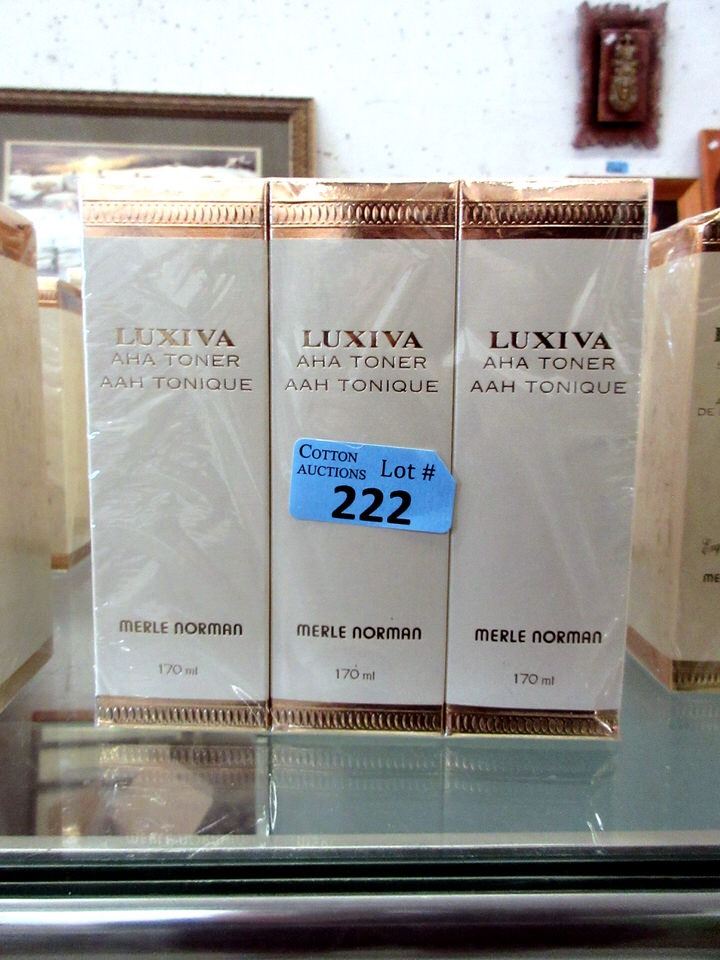 LUXIVA
AHA TONER
AAH TONIQUE
MERLE NORMAN
170 ml
LUXIVA
AHA TONER
AAH TONIQUE
COTTON
AUCTIONS Lot #
222
MERLE NORMAN
170 ml
LUXIVA
AHA TONER
AAH TONIQUE
MERLE NORMAN
170 ml